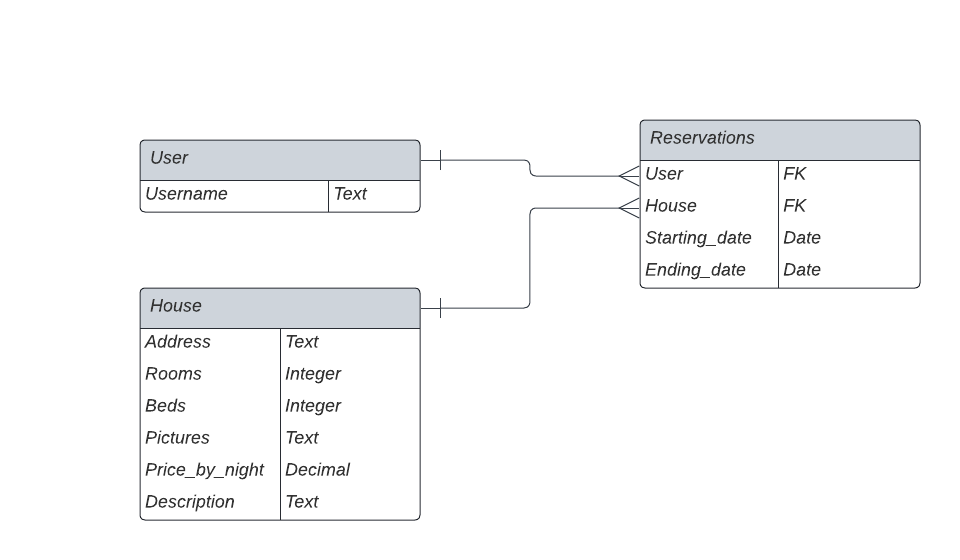 User
Username Text
House
Address Text
Rooms Integer
Beds Integer
Pictures Text
Price_by_night Decimal
Description Text
Reservations
User FK
House FK
Starting_date Date
Ending_date Date